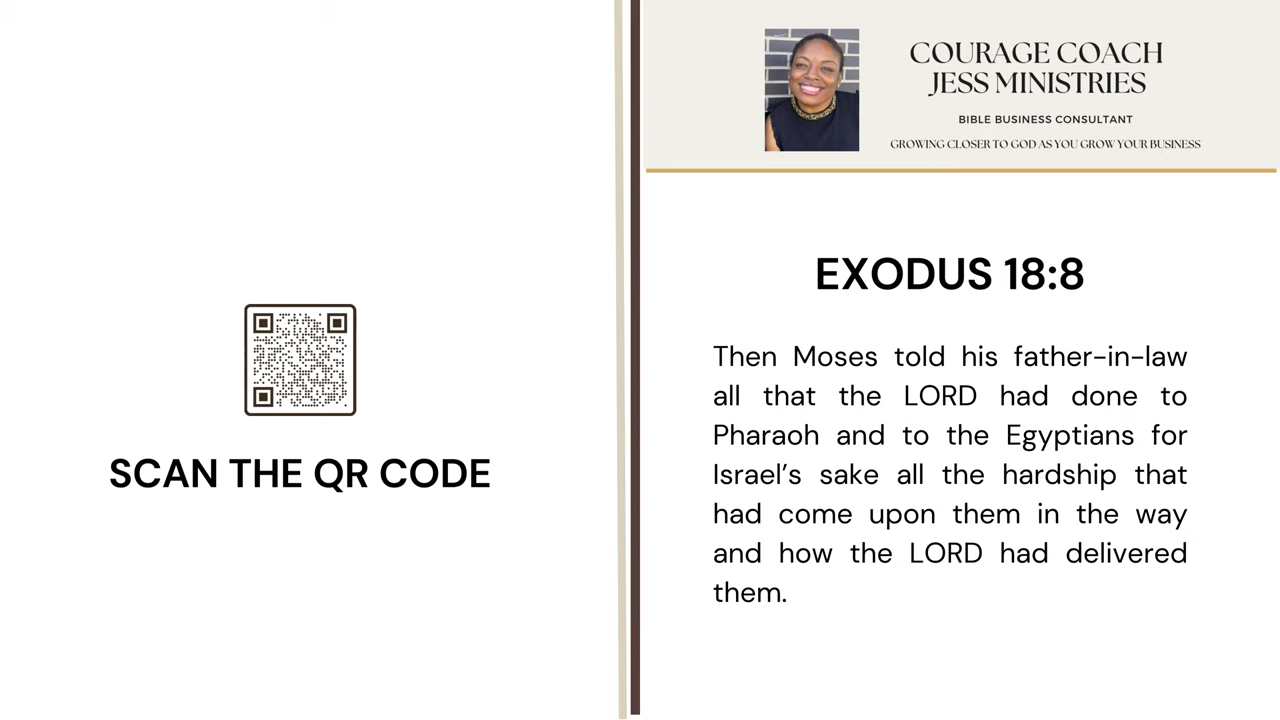 SCAN THE QR CODE
COURAGE COACH
JESS MINISTRIES
BIBLE BUSINESS CONSULTANT
GROWING CLOSER TO GOD AS YOU GROW YOUR BUSINESS
EXODUS 18:8
Then Moses told his father-in-law
all that the LORD had done to
Pharaoh and to the Egyptians for
Israel’s sake all the hardship that
had come upon them in the way
and how the LORD had delivered
them.